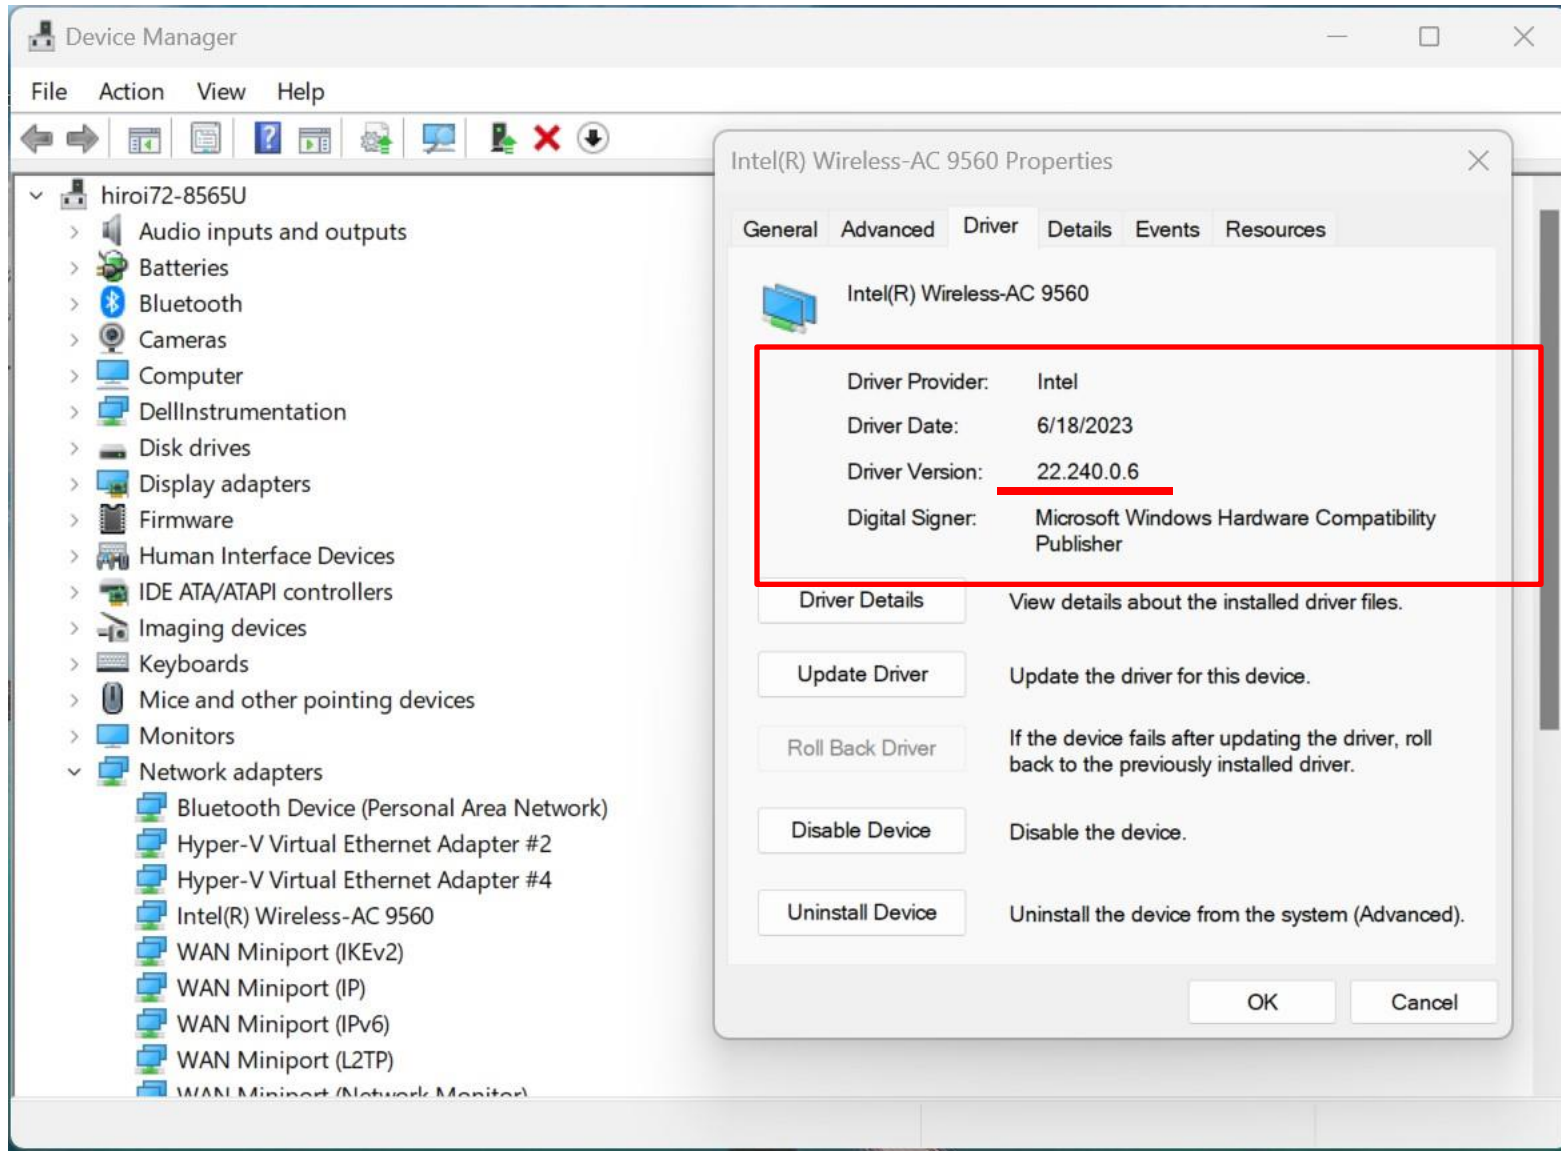 Device Manager
File Action View Help
hiroi72-8565U
Audio inputs and outputs
Batteries
Bluetooth
Cameras
Computer
DellInstrumentation
Disk drives
Display adapters
Firmware
Human Interface Devices
IDE ATA/ATAPI controllers
Imaging devices
Keyboards
Mice and other pointing devices
Monitors
Network adapters
Bluetooth Device (Personal Area Network)
Hyper-V Virtual Ethernet Adapter #2
Hyper-V Virtual Ethernet Adapter #4
Intel(R) Wireless-AC 9560
WAN Miniport (IKEv2)
WAN Miniport (IP)
WAN Miniport (IPv6)
WAN Miniport (L2TP)
WAN Miniport (Network Monitor)
Intel(R) Wireless-AC 9560 Properties
General Advanced Driver Details Events Resources
Intel(R) Wireless-AC 9560
Driver Provider: Intel
Driver Date: 6/18/2023
Driver Version: 22.240.0.6
Digital Signer: Microsoft Windows Hardware Compatibility
Publisher
Driver Details View details about the installed driver files.
Update Driver Update the driver for this device.
Roll Back Driver If the device fails after updating the driver, roll
back to the previously installed driver.
Disable Device Disable the device.
Uninstall Device Uninstall the device from the system (Advanced).
OK Cancel